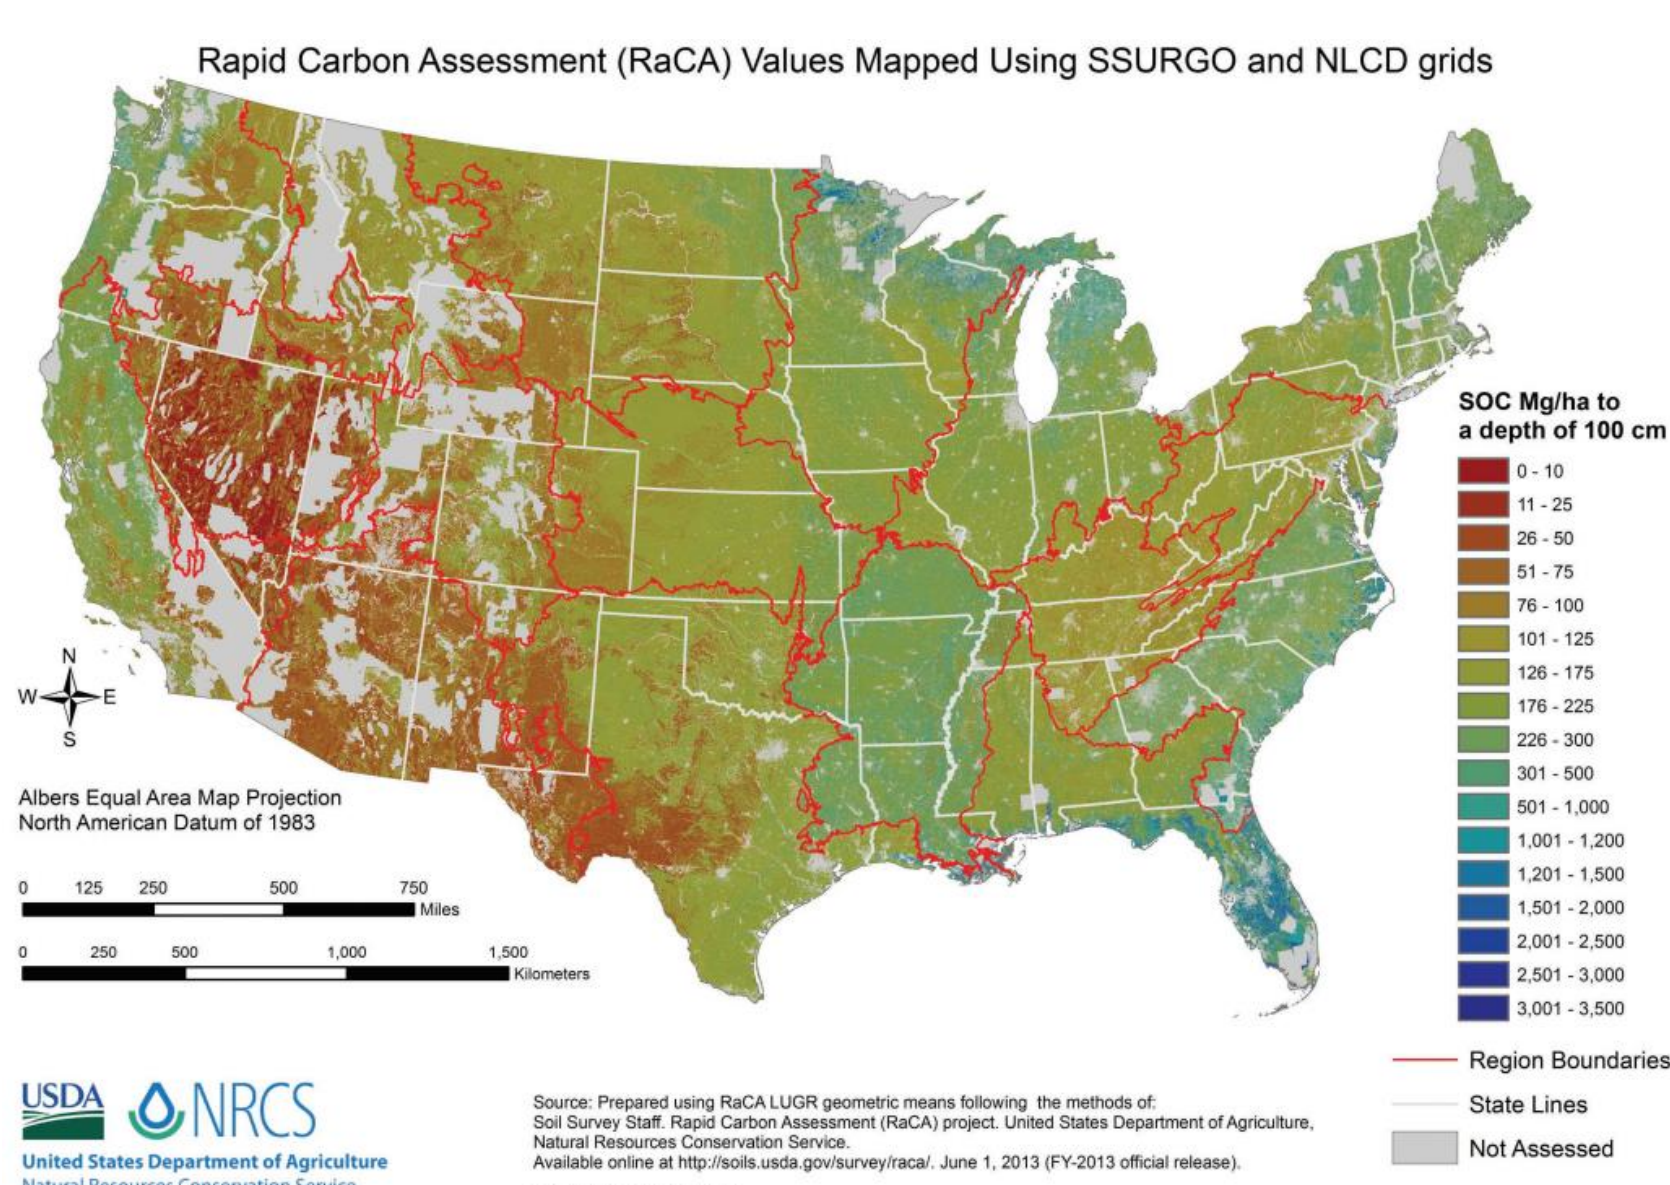 Rapid Carbon Assessment (RaCA) Values Mapped Using SSURGO and NLCD grids
SOC Mg/ha to
a depth of 100 cm
0 - 10
11 - 25
26 - 50
51 - 75
76 - 100
101 - 125
126 - 175
176 - 225
226 - 300
301 - 500
501 - 1,000
1,001 - 1,200
1,201 - 1,500
1,501 - 2,000
2,001 - 2,500
2,501 - 3,000
3,001 - 3,500
Region Boundaries
State Lines
Not Assessed
N
W E
S
Albers Equal Area Map Projection
North American Datum of 1983
0 125 250 500 750
Miles
0 250 500 1,000 1,500
Kilometers
USDA NRCS
United States Department of Agriculture
Natural Resources Conservation Service
Source: Prepared using RaCA LUGR geometric means following the methods of:
Soil Survey Staff. Rapid Carbon Assessment (RaCA) project. United States Department of Agriculture,
Natural Resources Conservation Service.
Available online at http://soils.usda.gov/survey/raca/. June 1, 2013 (FY-2013 official release).